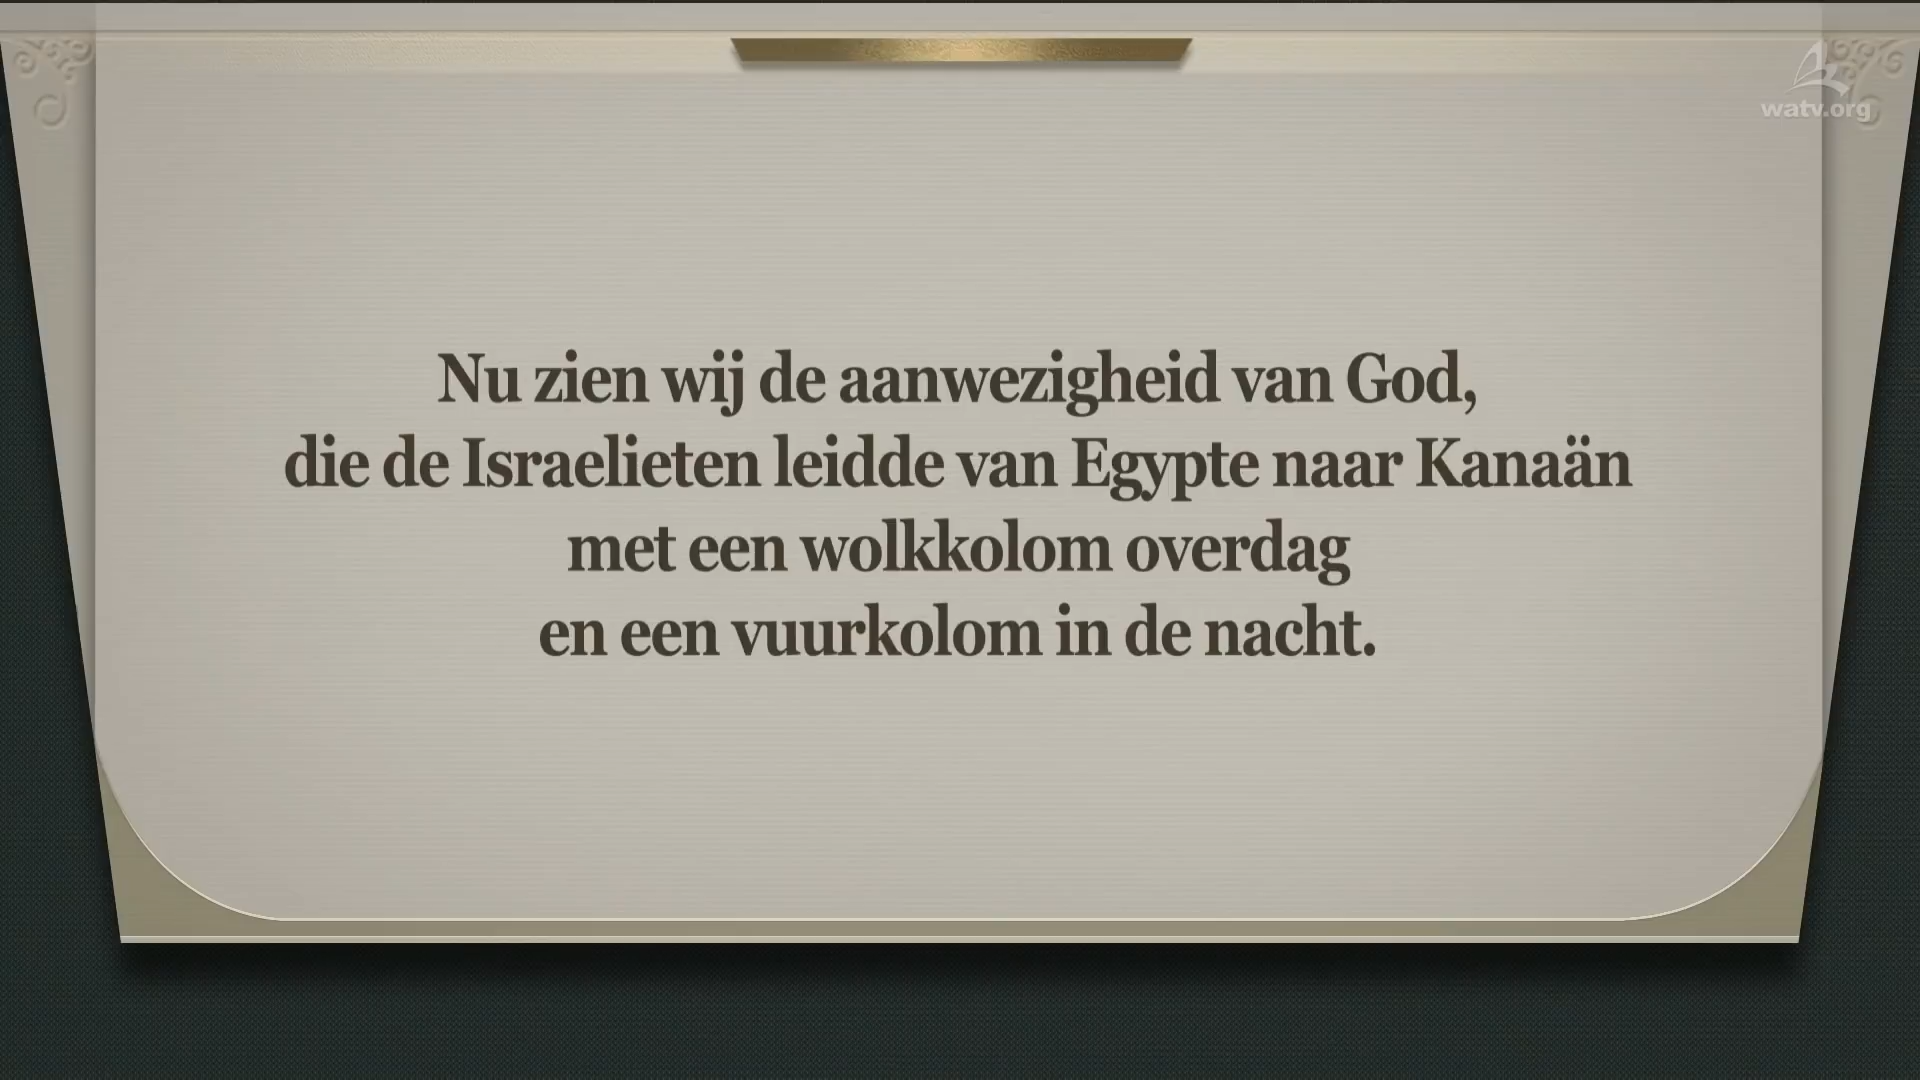 watv.org
Nu zien wij de aanwezigheid van God,
die de Israelieten leidde van Egypte naar Kanaän
met een wolkkolom overdag
en een vuurkolom in de nacht.